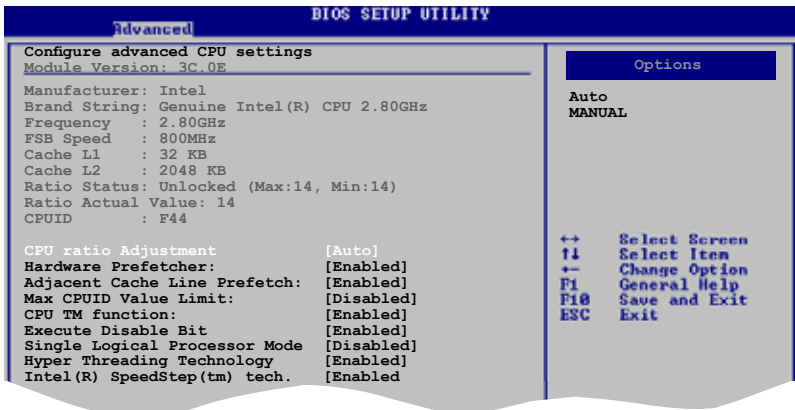 BIOS SETUP UTILITY
Advanced
Configure advanced CPU settings
Module Version: 3C.0E
Manufacturer: Intel
Brand String: Genuine Intel(R) CPU 2.80GHz
Frequency : 2.80GHz
FSB Speed : 800MHz
Cache L1 : 32 KB
Cache L2 : 2048 KB
Ratio Status: Unlocked (Max:14, Min:14)
Ratio Actual Value: 14
CPUID : F44
CPU ratio Adjustment [Auto]
Hardware Prefetcher: [Enabled]
Adjacent Cache Line Prefetch: [Enabled]
Max CPUID Value Limit: [Disabled]
CPU TM function: [Enabled]
Execute Disable Bit [Enabled]
Single Logical Processor Mode [Disabled]
Hyper Threading Technology [Enabled]
Intel(R) SpeedStep(tm) tech. [Enabled
Options
Auto
MANUAL
←→ Select Screen
↑↓ Select Item
+- Change Option
F1 General Help
F10 Save and Exit
ESC Exit